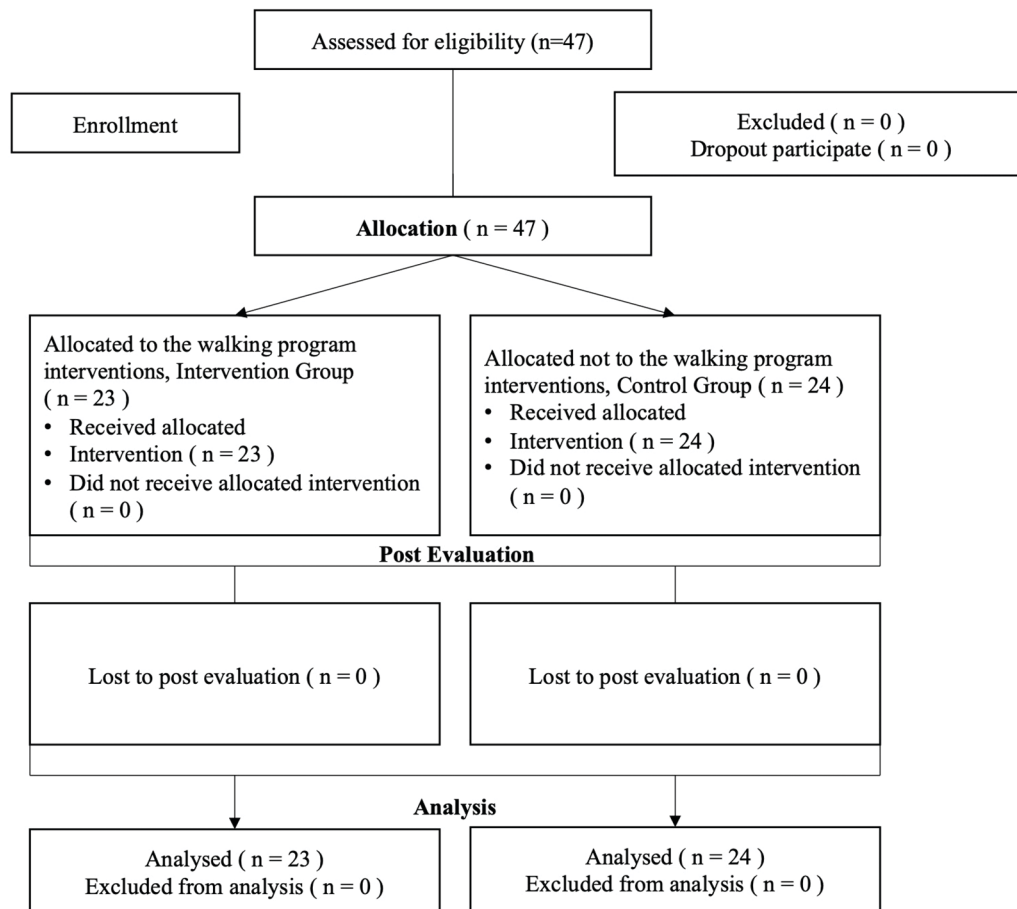 Assessed for eligibility (n=47)
Enrollment
Excluded ( n = 0 )
Dropout participate ( n = 0 )
Allocation ( n = 47 )
Allocated to the walking program
interventions, Intervention Group
( n = 23 )
• Received allocated
• Intervention ( n = 23 )
• Did not receive allocated intervention
( n = 0 )
Allocated not to the walking program
interventions, Control Group ( n = 24 )
• Received allocated
• Intervention ( n = 24 )
• Did not receive allocated intervention
( n = 0 )
Post Evaluation
Lost to post evaluation ( n = 0 )
Lost to post evaluation ( n = 0 )
Analysis
Analysed ( n = 23 )
Excluded from analysis ( n = 0 )
Analysed ( n = 24 )
Excluded from analysis ( n = 0 )